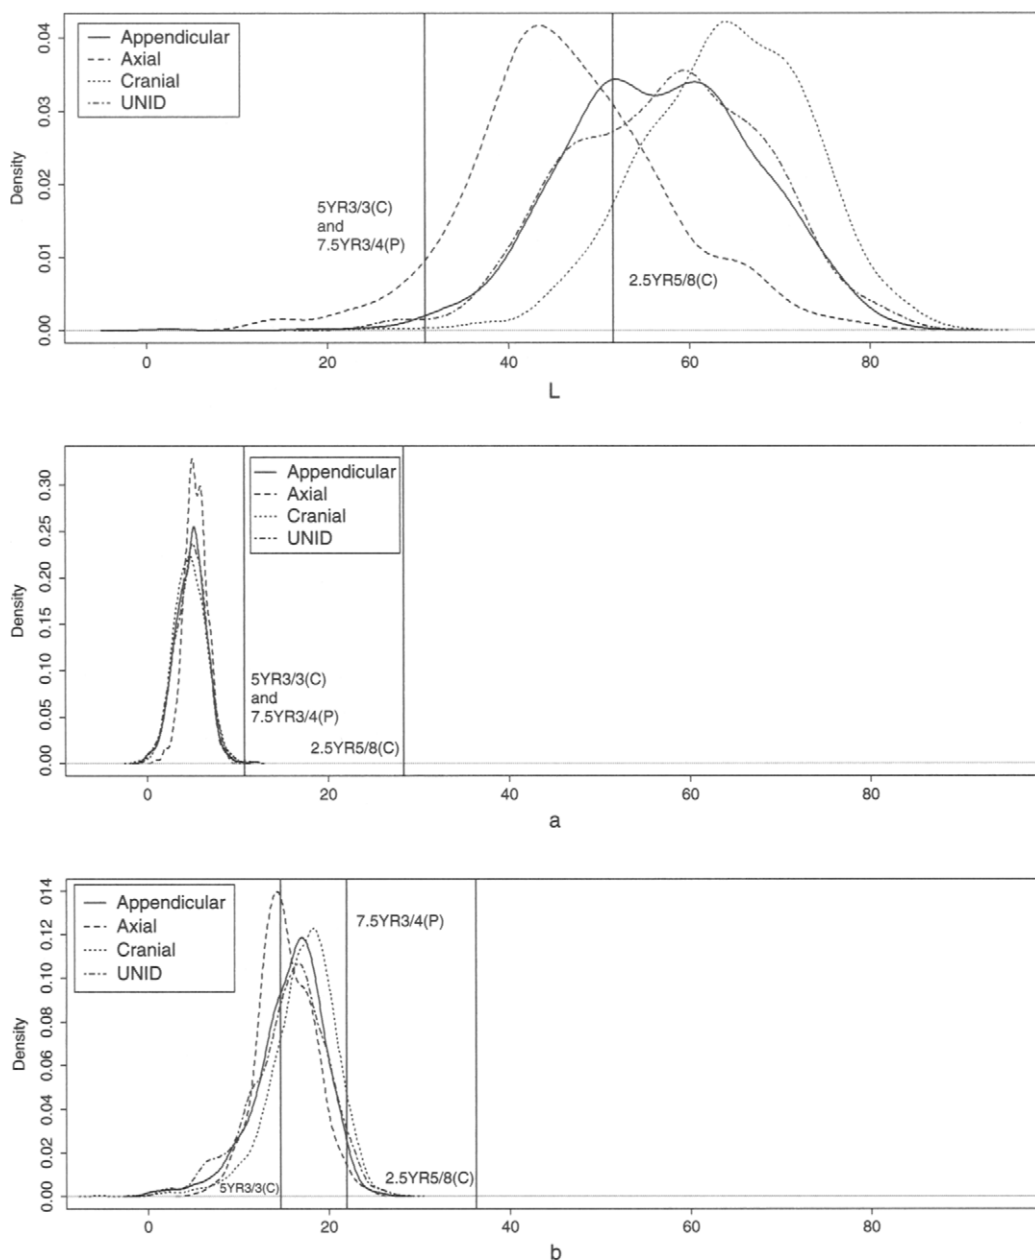 Appendicular
Axial
Cranial
UNID
5YR3/3(C)
and
7.5YR3/4(P)
2.5YR5/8(C)
Density
0.00 0.01 0.02 0.03 0.04
0 20 40 60 80
L
Appendicular
Axial
Cranial
UNID
5YR3/3(C)
and
7.5YR3/4(P)
2.5YR5/8(C)
Density
0.00 0.05 0.10 0.15 0.20 0.25 0.30
0 20 40 60 80
a
Appendicular
Axial
Cranial
UNID
7.5YR3/4(P)
5YR3/3(C)
2.5YR5/8(C)
Density
0.00 0.02 0.04 0.06 0.08 0.10 0.12 014
0 20 40 60 80
b